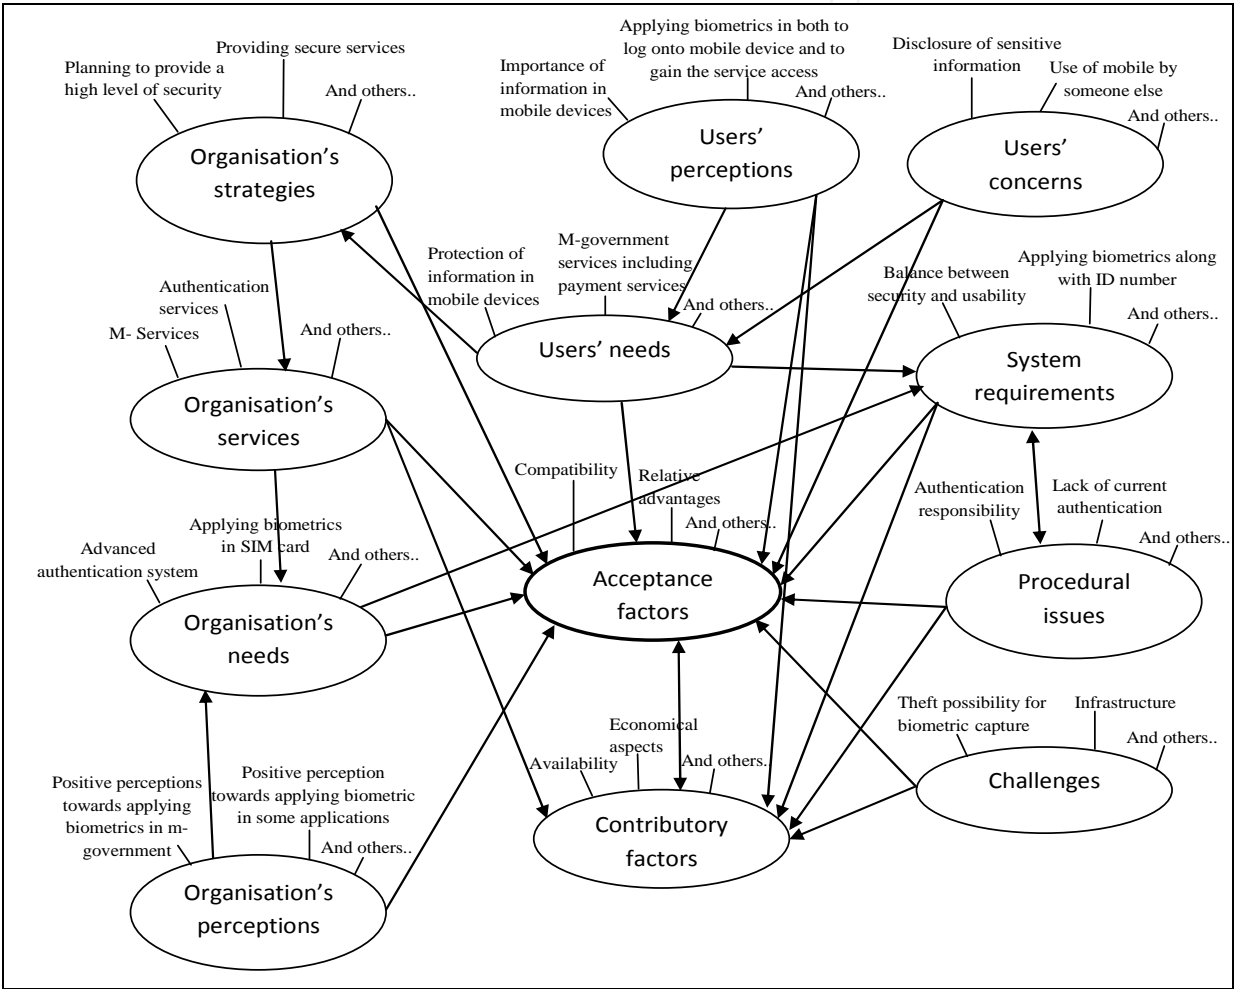 Providing secure services
Planning to provide a
high level of security
And others..
Organisation's
strategies
Applying biometrics in both to
log onto mobile device and to
gain the service access
Importance of
information in
mobile devices
And others..
Users'
perceptions
Disclosure of sensitive
information
Use of mobile by
someone else
And others..
Users'
concerns
Protection of
information in
mobile devices
M-government
services including
payment services
And others..
Users' needs
Balance between
security and usability
Applying biometrics along
with ID number
And others..
System
requirements
Authentication
services
M- Services
And others..
Organisation's
services
Compatibility
Relative
advantages
And others..
Acceptance
factors
Authentication
responsibility
Lack of current
authentication
And others..
Procedural
issues
Applying biometrics
in SIM card
Advanced
authentication system
And others..
Organisation's
needs
Theft possibility for
biometric capture
Infrastructure
And others..
Challenges
Economical
aspects
Availability
And others..
Contributory
factors
Positive perceptions
towards applying
biometrics in m-
government
Positive perception
towards applying biometric
in some applications
And others..
Organisation's
perceptions